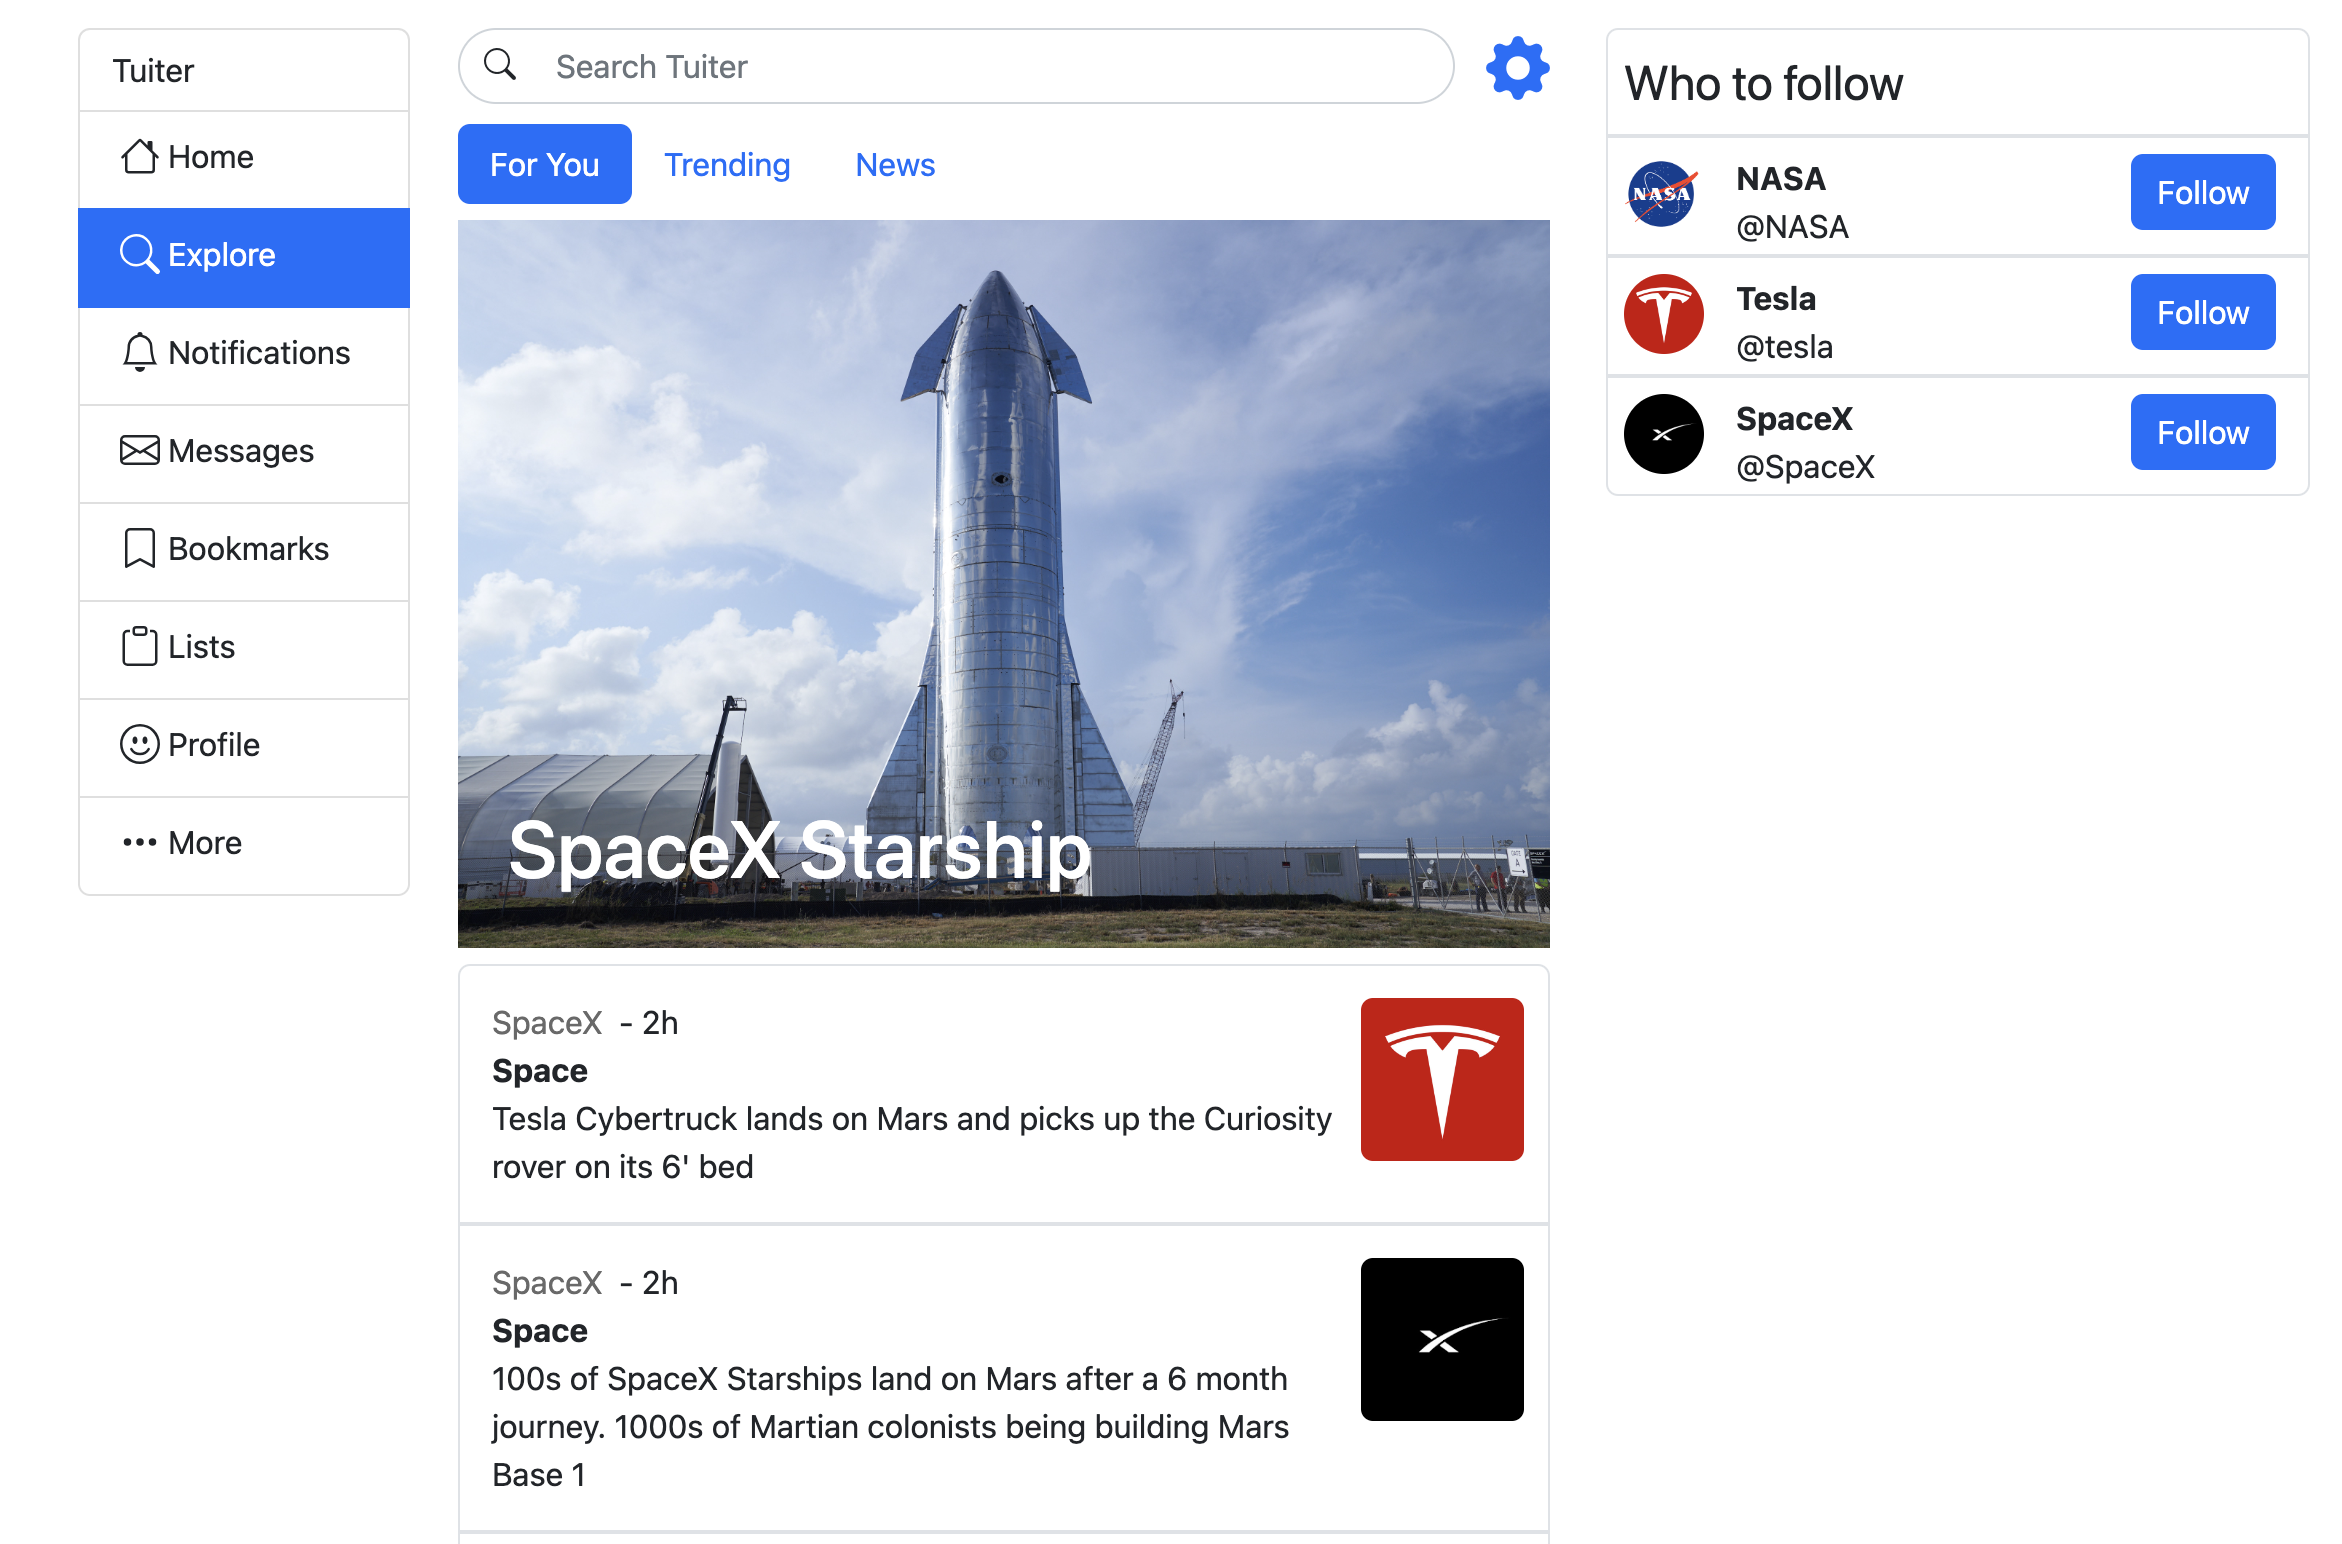 Tuiter
Home
Explore
Notifications
Messages
Bookmarks
Lists
Profile
More
Search Tuiter
For You
Trending
News
SpaceX Starship
SpaceX - 2h
Space
Tesla Cybertruck lands on Mars and picks up the Curiosity
rover on its 6' bed
SpaceX - 2h
Space
100s of SpaceX Starships land on Mars after a 6 month
journey. 1000s of Martian colonists being building Mars
Base 1
Who to follow
NASA
NASA
@NASA
Follow
Tesla
@tesla
Follow
SpaceX
@SpaceX
Follow